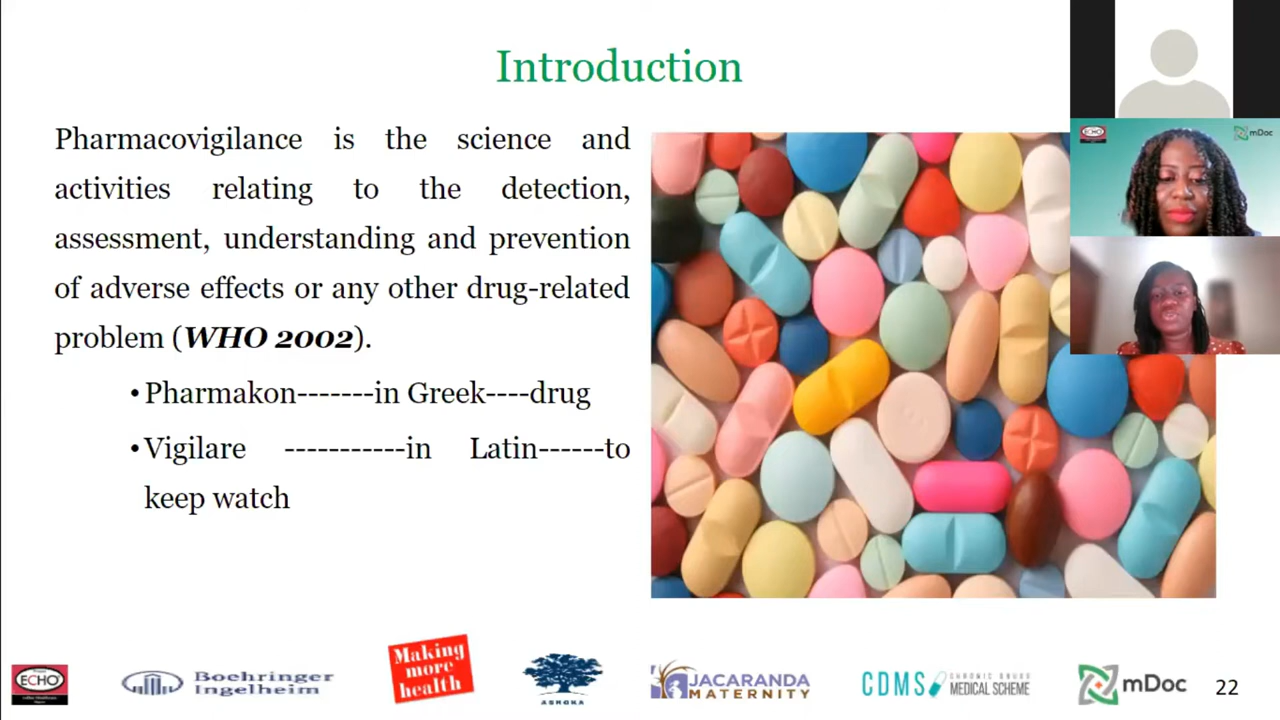 Introduction
Pharmacovigilance is the science and
activities relating to the detection,
assessment, understanding and prevention
of adverse effects or any other drug-related
problem (WHO 2002).
•Pharmakon-------in Greek----drug
•Vigilare -----------in Latin------to
keep watch
ECHO
mDoc
ECHO
Boehringer
Ingelheim
Making
more
health
ASHOKA
JACARANDA
MATERNITY
CDMS CHRONIC DRUGS
MEDICAL SCHEME
mDoc
22